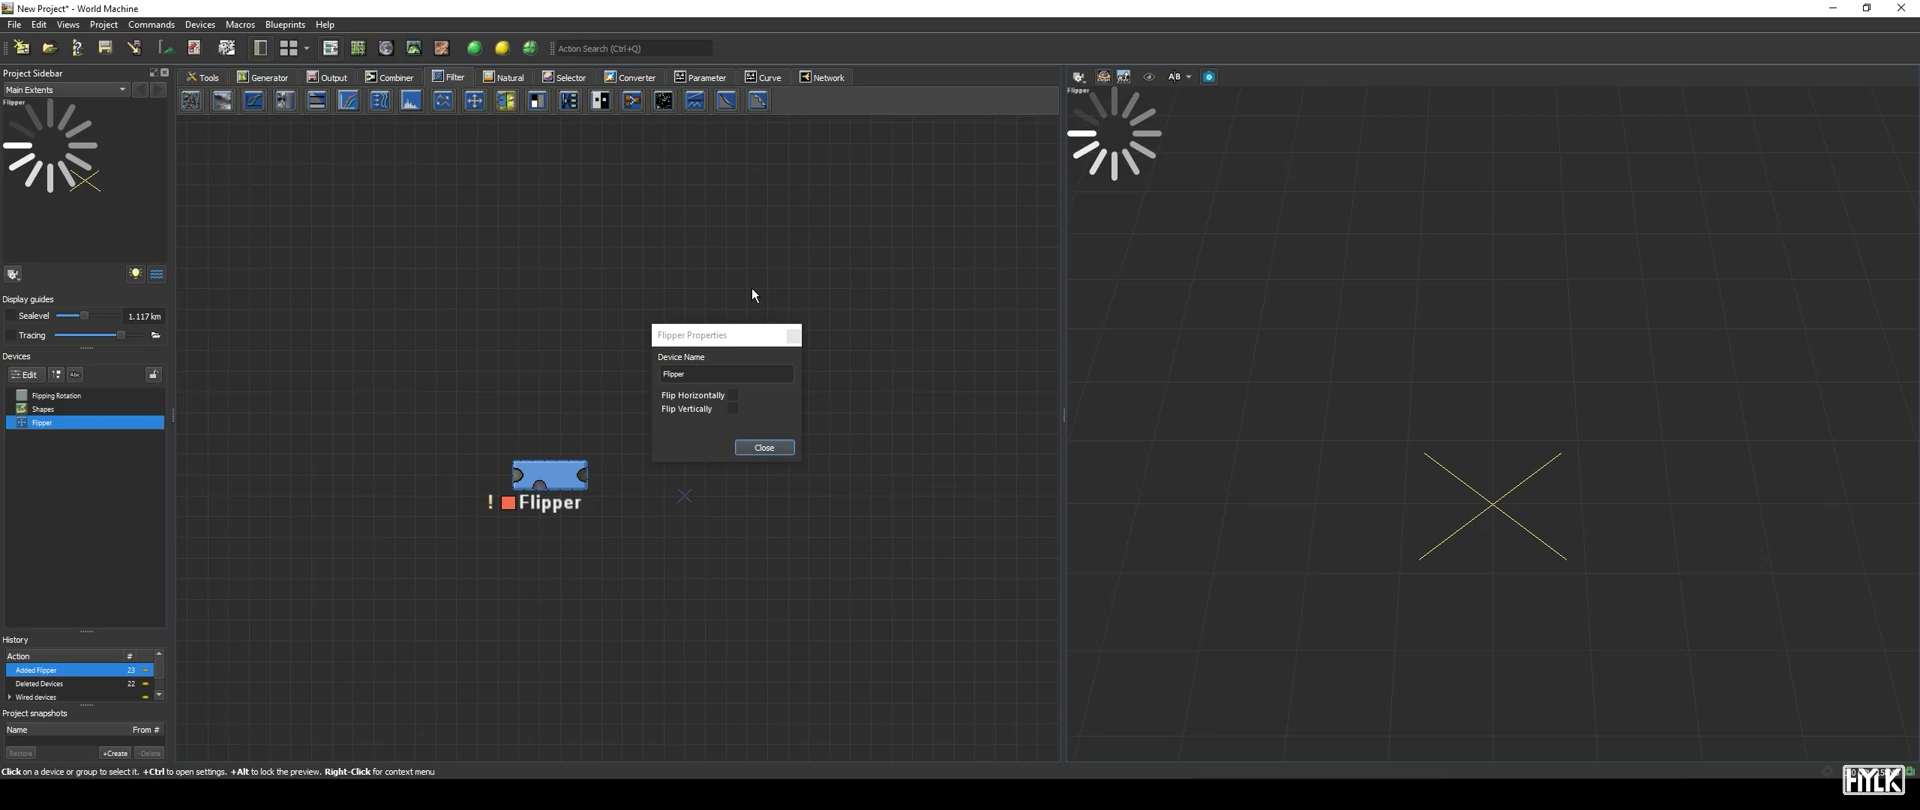 New Project* - World Machine
File Edit Views Project Commands Devices Macros Blueprints Help
Action Search (Ctrl+Q)
Project Sidebar
Main Extents
Flipper
Tools Generator Output Combiner Filter Natural Selector Converter Parameter Curve Network
AB
Flipper
Display guides
Sealevel 1.117 km
Tracing
Devices
Edit Abc
Flipping Rotation
Shapes
Flipper
Flipper Properties
Device Name
Flipper
Flip Horizontally
Flip Vertically
Close
! Flipper
History
Action #
Added Flipper 23
Deleted Devices 22
Wired devices
Project snapshots
Name From #
Restore +Create -Delete
Click on a device or group to select it. +Ctrl to open settings. +Alt to lock the preview. Right-Click for context menu
HYLK